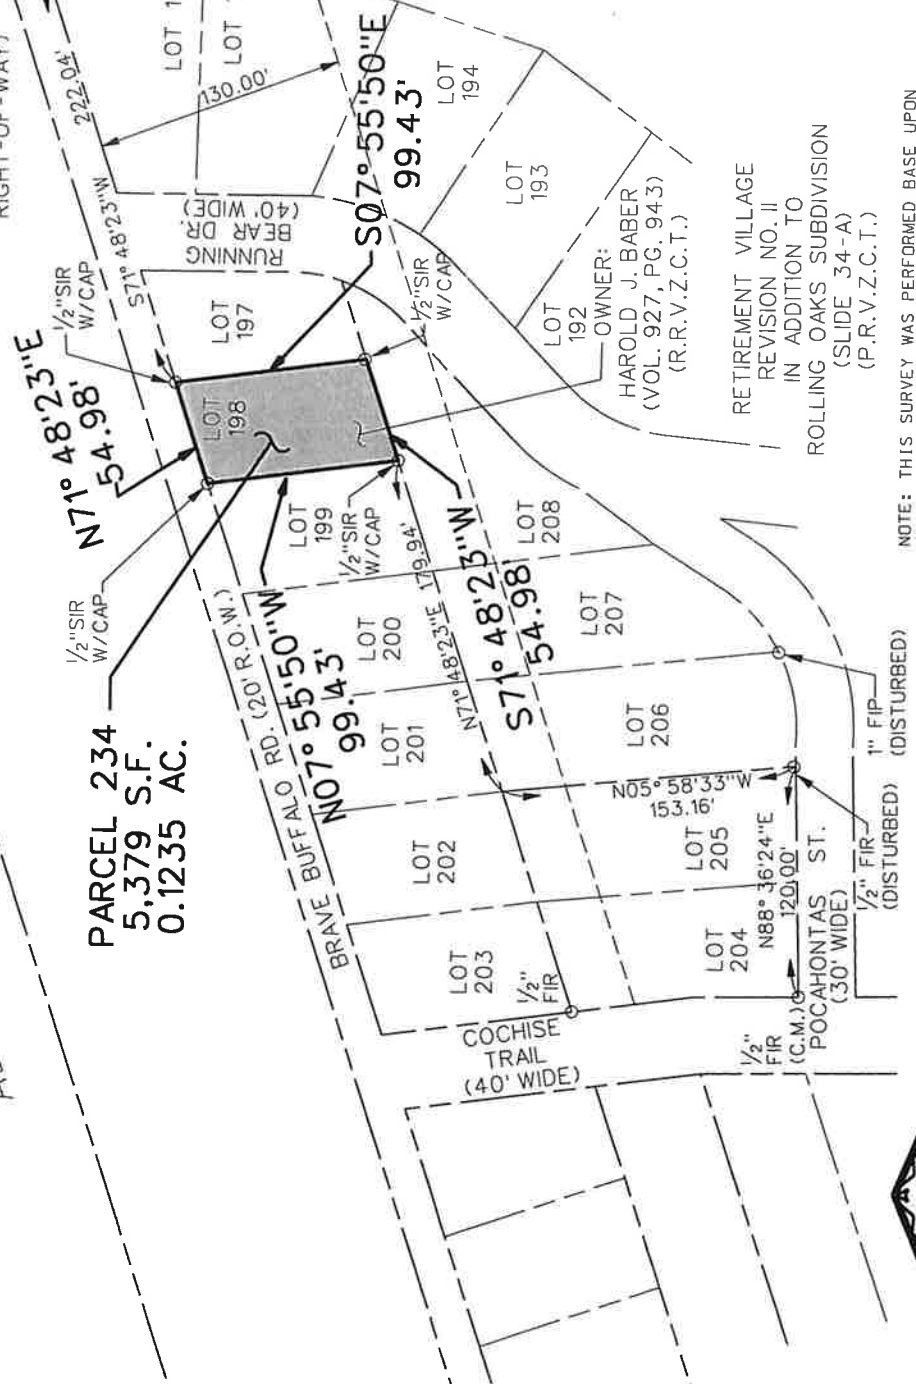 RIGHT-OF-WAY)
222.04'
LOT 1
LOT
130.00'
S71° 48'23"W
1/2"SIR
W/CAP
N71° 48'23"E
54.98'
RUNNING
BEAR DR.
(40' WIDE)
S07° 55'50"E
99.43'
LOT
197
LOT
198
LOT
194
LOT
193
1/2"SIR
W/CAP
LOT
192
OWNER:
HAROLD J. BABER
(VOL. 927, PG. 943)
(R.R.V.Z.C.T.)
RETIREMENT VILLAGE
REVISION NO. II
IN ADDITION TO
ROLLING OAKS SUBDIVISION
(SLIDE 34-A)
(P.R.V.Z.C.T.)
NOTE: THIS SURVEY WAS PERFORMED BASE UPON
1/2"SIR
W/CAP
PARCEL 234
5,379 S.F.
0.1235 AC.
LOT
199
1/2"SIR
W/CAP
N07° 55'50"W
99.43'
BRAVE BUFFALO RD. (20' R.O.W.)
LOT
200
LOT
201
LOT
202
LOT
203
N71° 48'23"E 179.94'
S71° 48'23"W
54.98'
LOT
208
LOT
207
LOT
206
LOT
205
LOT
204
N05° 58'33"W
153.16'
N88° 36'24"E
120.00'
1/2"
FIR
COCHISE
TRAIL
(40' WIDE)
1/2"
FIR
(C.M.)
POCAHONTAS ST.
(30' WIDE)
1/2" FIR
(DISTURBED)
1" FIP
(DISTURBED)